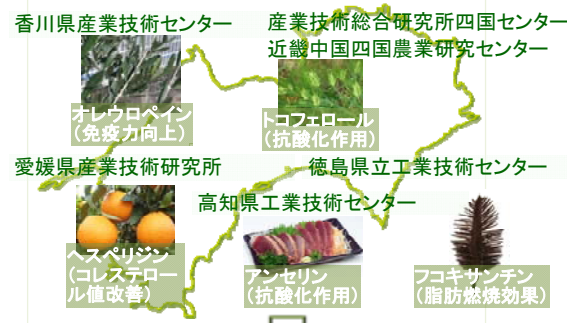 香川県産業技術センター
産業技術総合研究所四国センター
近畿中国四国農業研究センター
オレウロペイン
（免疫力向上）
トコフェロール
（抗酸化作用）
愛媛県産業技術研究所
徳島県立工業技術センター
高知県工業技術センター
ヘスペリジン
（コレステロー
ル値改善）
アンセリン
（抗酸化作用）
フコキサンチン
（脂肪燃焼効果）